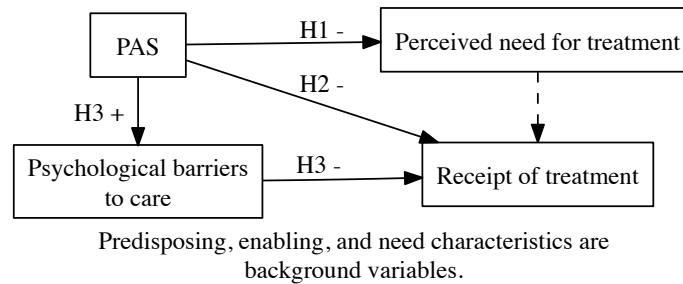 PAS
H1 -
Perceived need for treatment
H2 -
H3 +
Psychological barriers
to care
H3 -
Receipt of treatment
Predisposing, enabling, and need characteristics are
background variables.